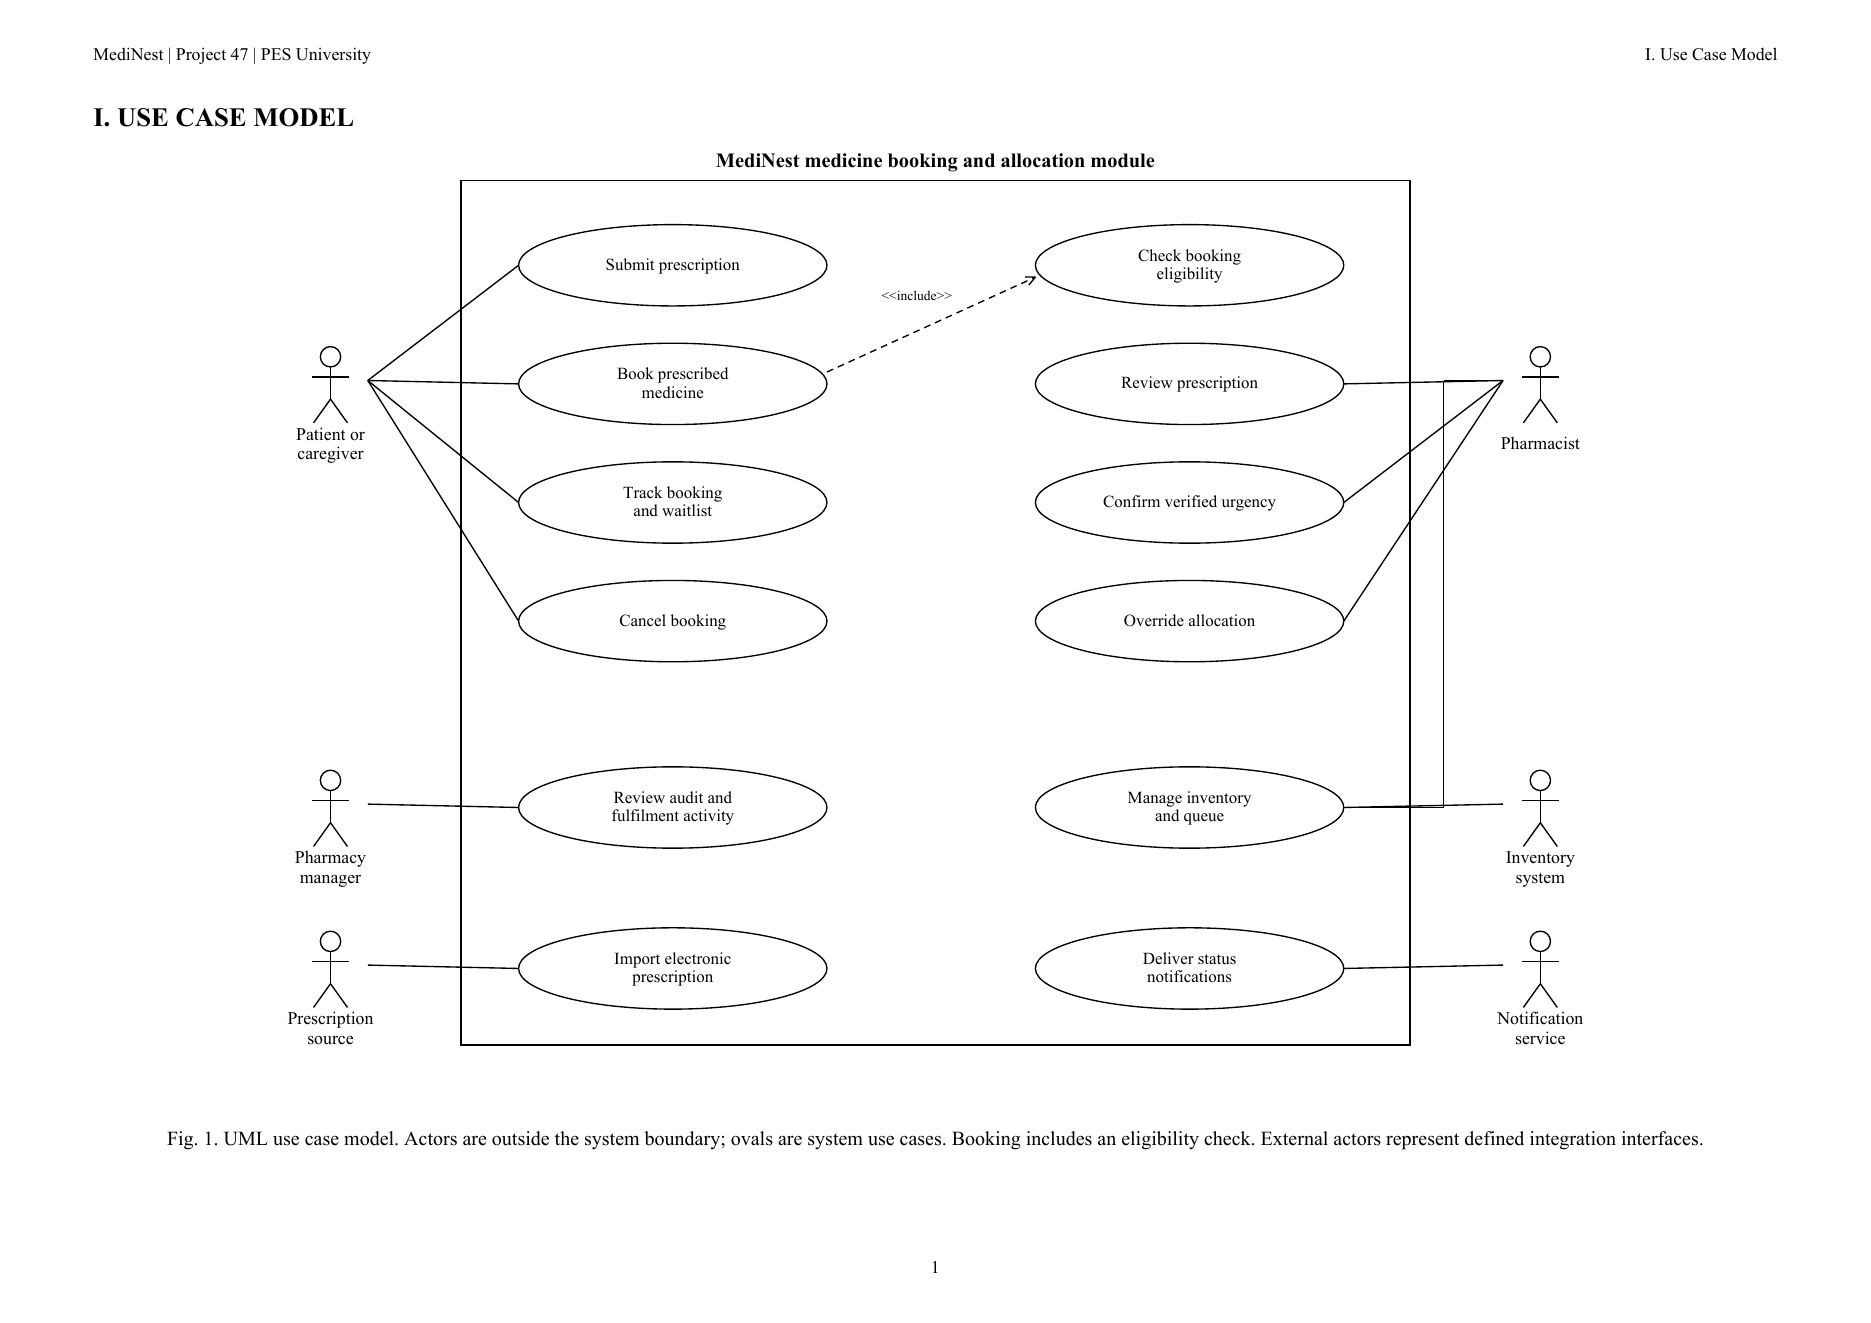 MediNest | Project 47 | PES University
I. Use Case Model
I. USE CASE MODEL
MediNest medicine booking and allocation module
Submit prescription
Check booking
eligibility
<<include>>
Book prescribed
medicine
Review prescription
Patient or
caregiver
Pharmacist
Track booking
and waitlist
Confirm verified urgency
Cancel booking
Override allocation
Review audit and
fulfilment activity
Manage inventory
and queue
Pharmacy
manager
Inventory
system
Import electronic
prescription
Deliver status
notifications
Prescription
source
Notification
service
Fig. 1. UML use case model. Actors are outside the system boundary; ovals are system use cases. Booking includes an eligibility check. External actors represent defined integration interfaces.
1